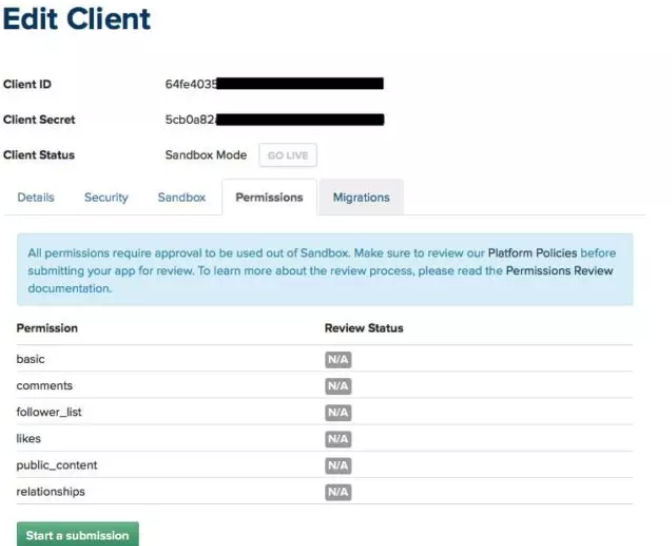 Edit Client
Client ID 64fe4035
Client Secret 5cb0a82
Client Status Sandbox Mode GO LIVE
Details Security Sandbox Permissions Migrations
All permissions require approval to be used out of Sandbox. Make sure to review our Platform Policies before
submitting your app for review. To learn more about the review process, please read the Permissions Review
documentation.
Permission Review Status
basic N/A
comments N/A
follower_list N/A
likes N/A
public_content N/A
relationships N/A
Start a submission